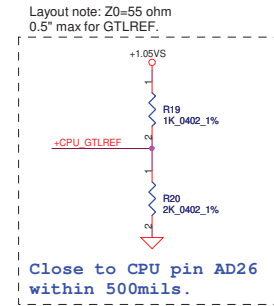 Layout note: Z0=55 ohm
0.5" max for GTLREF.
+1.05VS
1
R19
1K_0402_1%
2
+CPU_GTLREF
1
R20
2K_0402_1%
2
Close to CPU pin AD26
within 500mils.